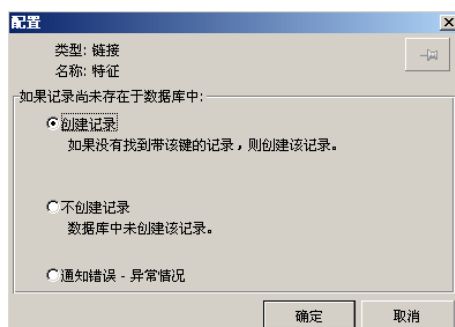 配置
类型: 链接
名称: 特征
如果记录尚未存在于数据库中:
创建记录
如果没有找到带该键的记录，则创建该记录。
不创建记录
数据库中未创建该记录。
通知错误 - 异常情况
确定
取消